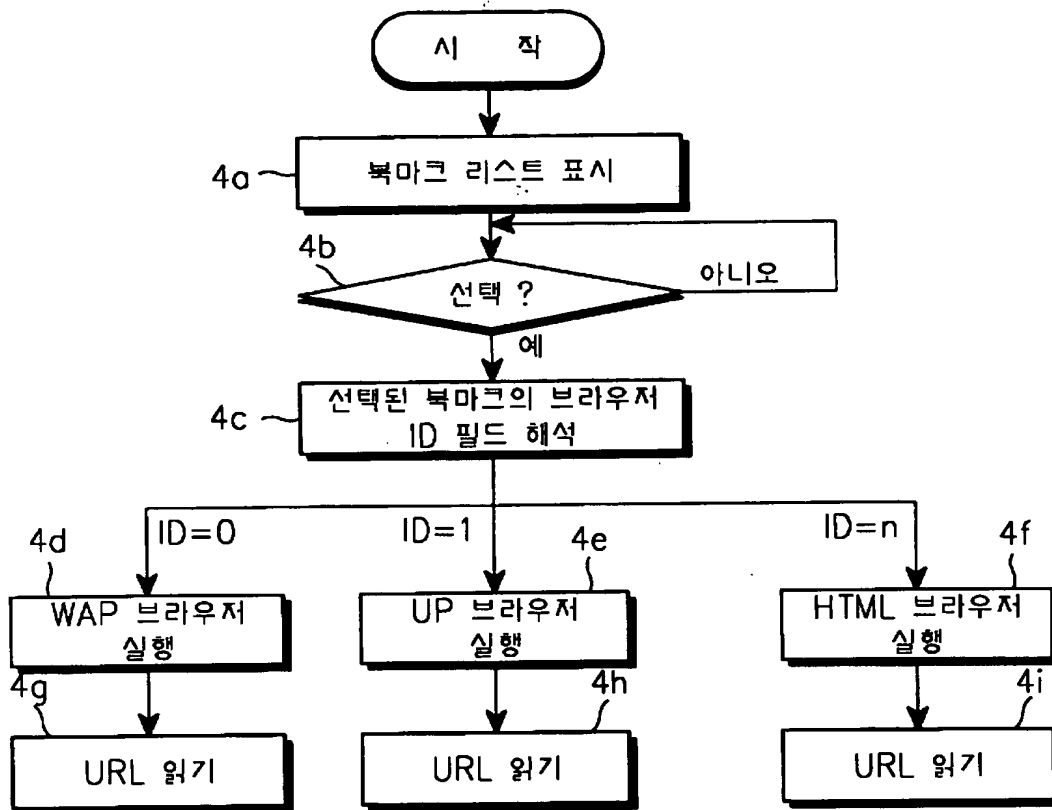 시 작
4a
북마크 리스트 표시
4b
선택 ?
아니오
예
4c
선택된 북마크의 브라우저
ID 필드 해석
ID=0
ID=1
ID=n
4d
4e
4f
WAP 브라우저
실행
UP 브라우저
실행
HTML 브라우저
실행
4g
4h
4i
URL 읽기
URL 읽기
URL 읽기